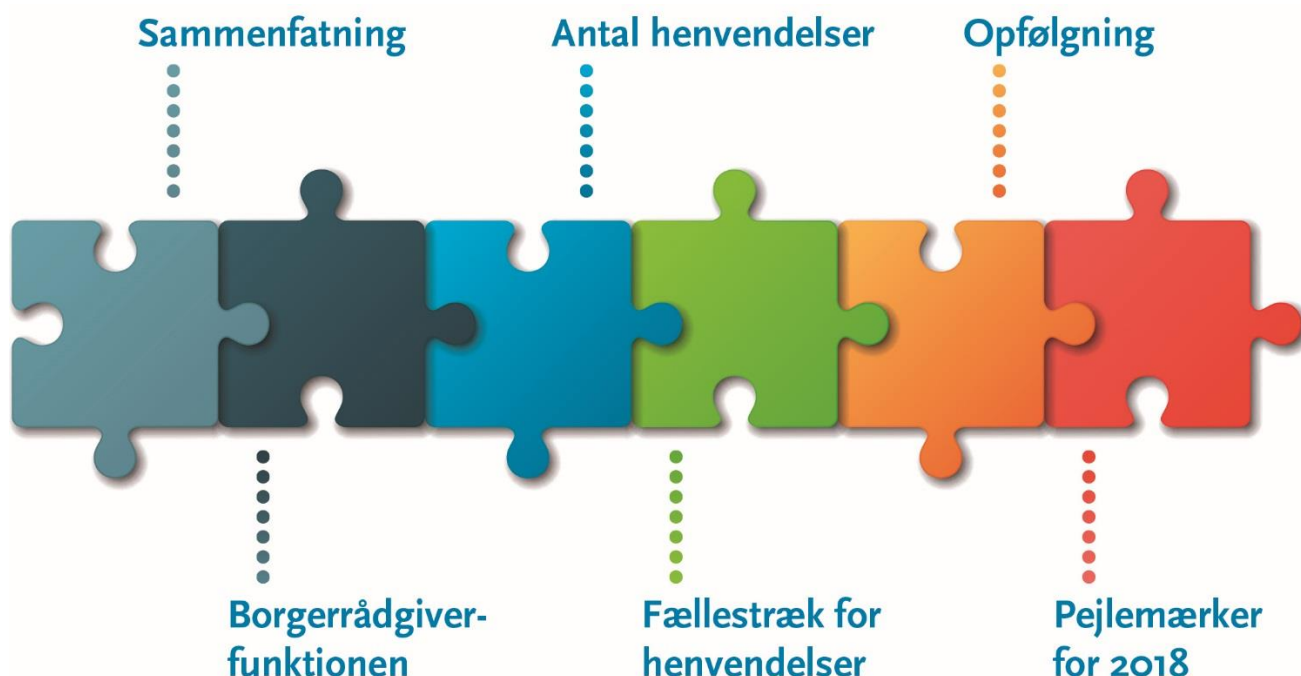 Sammenfatning
Antal henvendelser
Opfølgning
Borgerrådgiver-
funktionen
Fællestræk for
henvendelser
Pejlemærker
for 2018